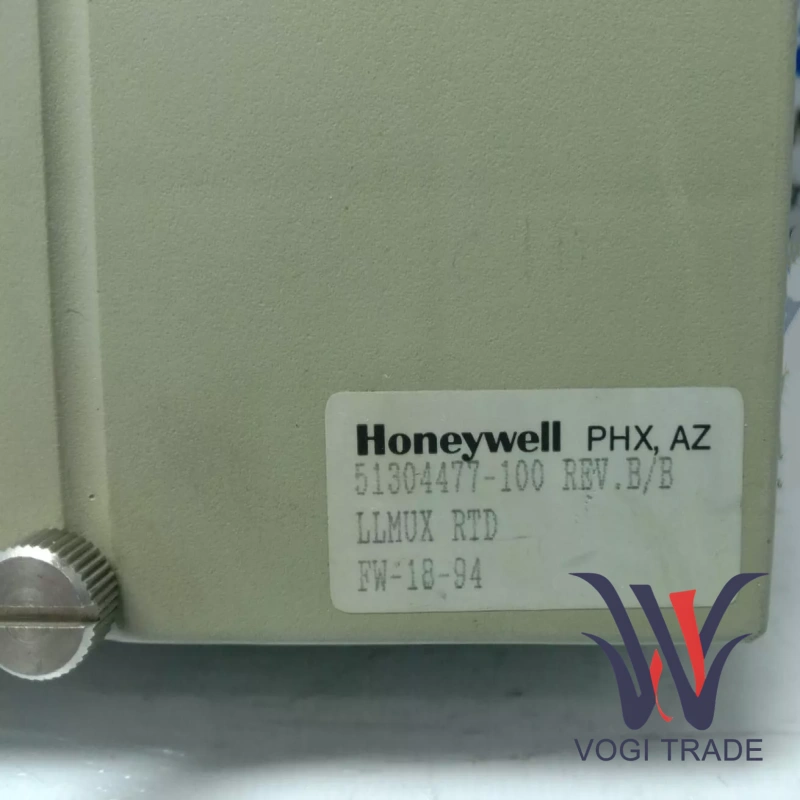 Honeywell PHX, AZ
51304477-100 REV.B/B
LLMUX RTD
FW-18-94
VOGI TRADE